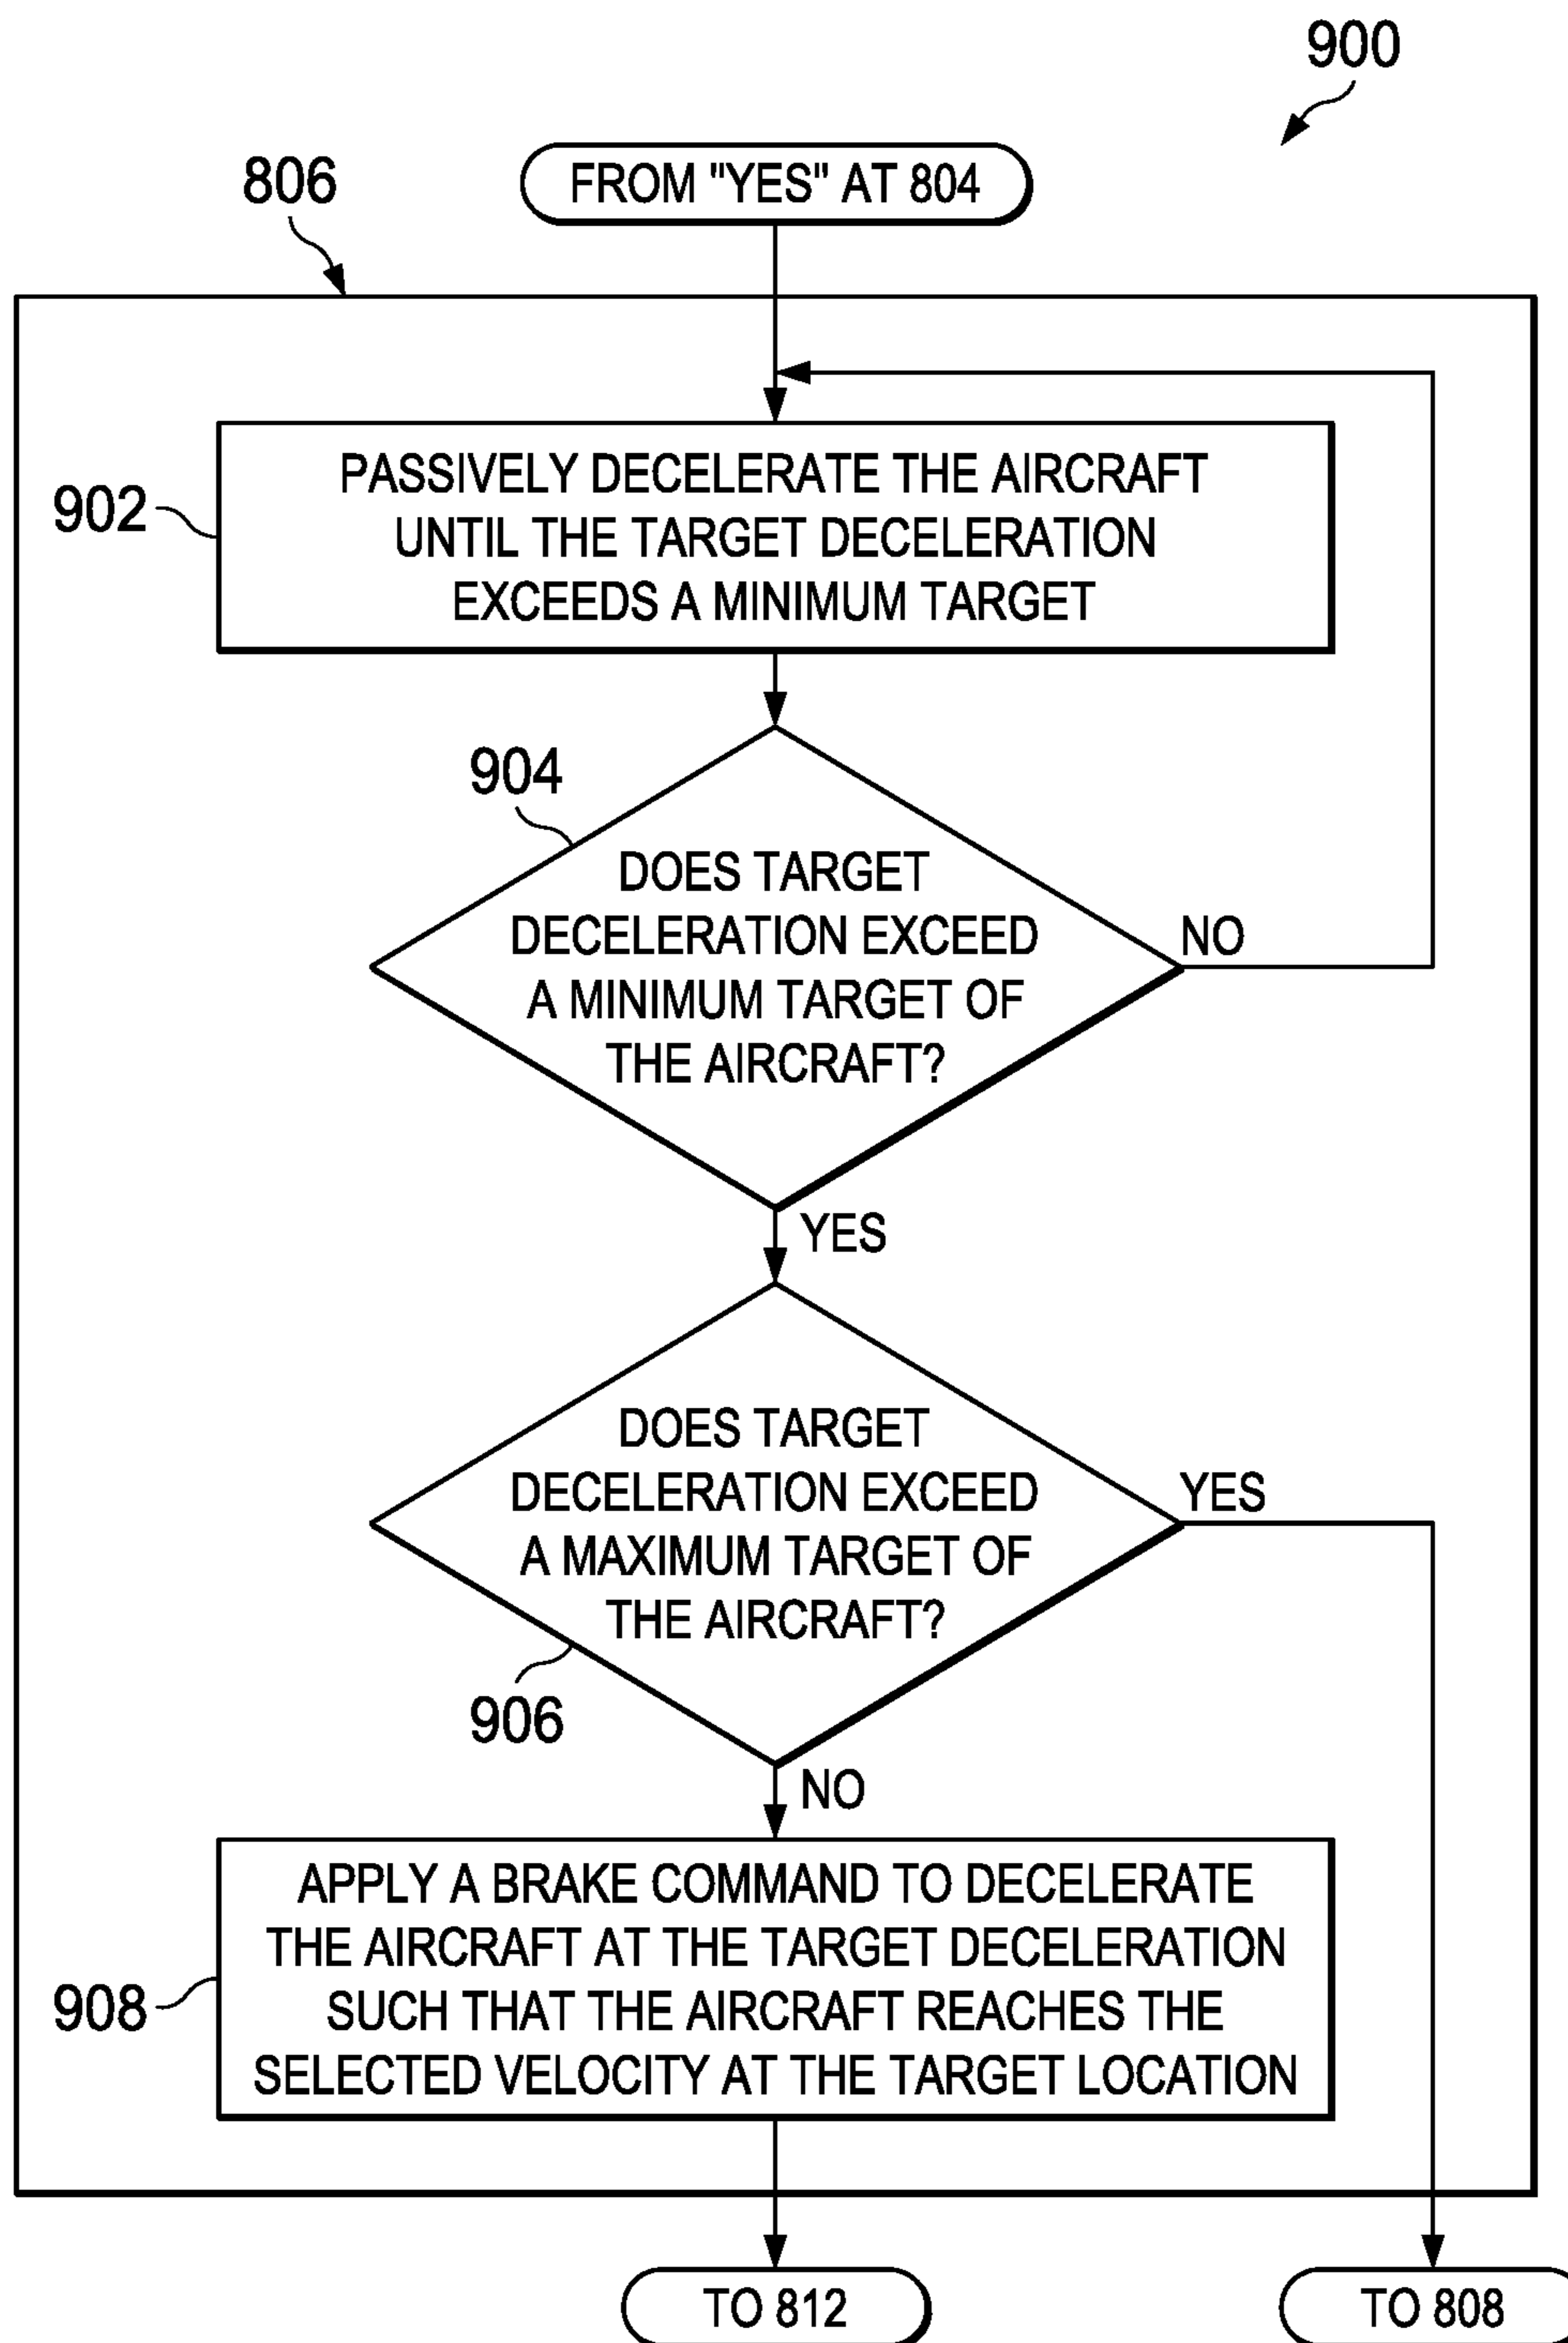 900
806
FROM "YES" AT 804
902
PASSIVELY DECELERATE THE AIRCRAFT
UNTIL THE TARGET DECELERATION
EXCEEDS A MINIMUM TARGET
904
DOES TARGET
DECELERATION EXCEED
A MINIMUM TARGET OF
THE AIRCRAFT?
NO
YES
DOES TARGET
DECELERATION EXCEED
A MAXIMUM TARGET OF
THE AIRCRAFT?
YES
906
NO
908
APPLY A BRAKE COMMAND TO DECELERATE
THE AIRCRAFT AT THE TARGET DECELERATION
SUCH THAT THE AIRCRAFT REACHES THE
SELECTED VELOCITY AT THE TARGET LOCATION
TO 812
TO 808